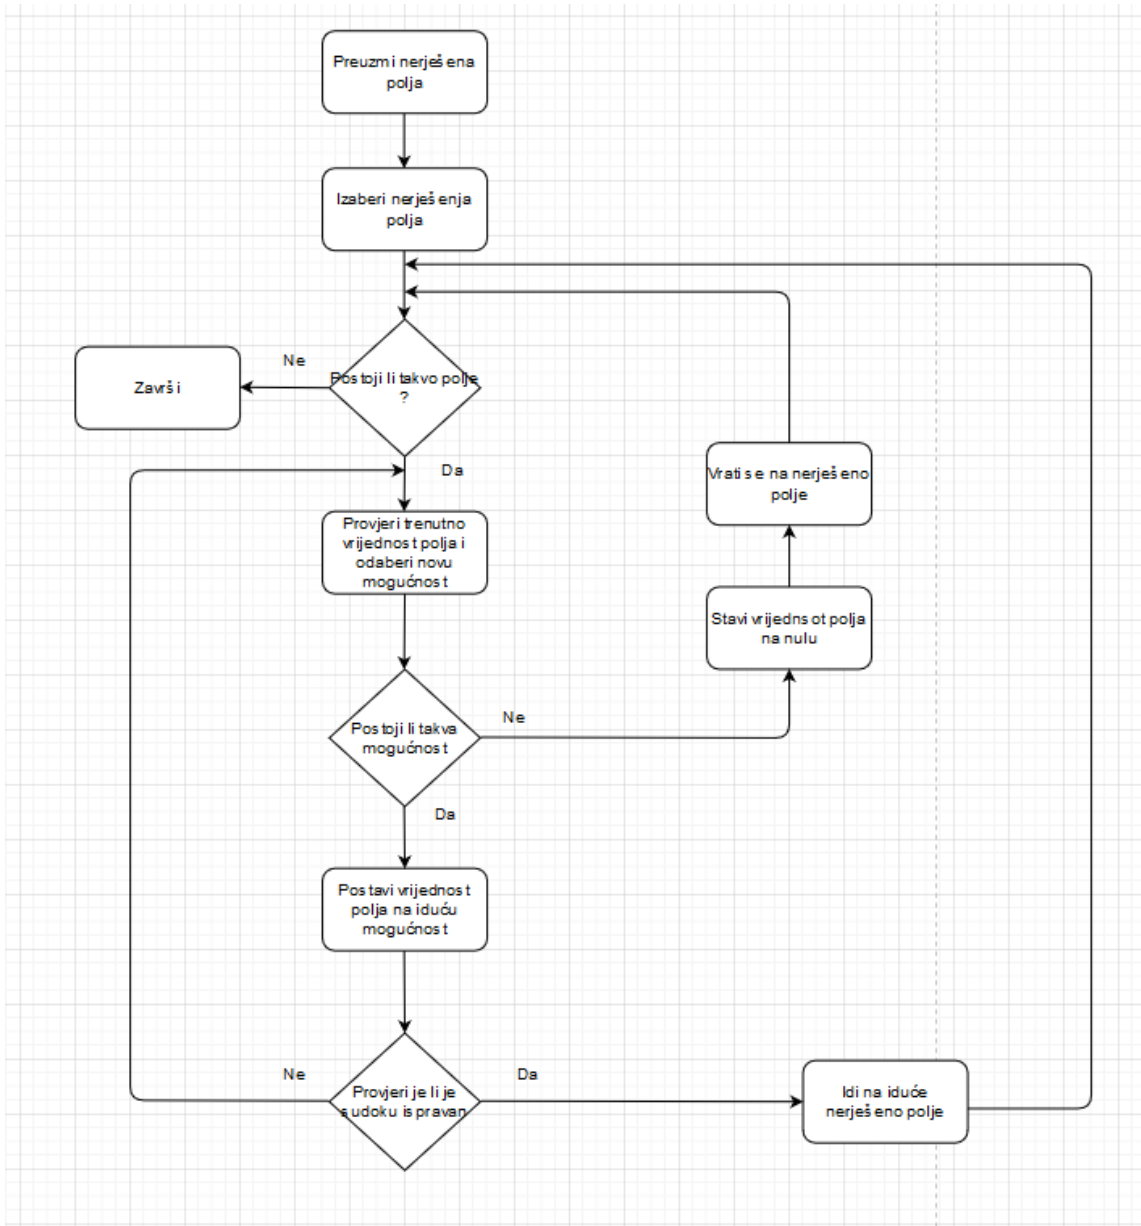 Preuzmi nerješena
polja
Izaberi nerješenja
polja
Ne
Završi
Postoji li takvo polje
?
Da
Vrati se na nerješeno
polje
Provjeri trenutno
vrijednost polja i
odaberi novu
mogućnost
Stavi vrijednsot polja
na nulu
Ne
Postoji li takva
mogućnost
Da
Postavi vrijednost
polja na iduću
mogućnost
Ne
Da
Provjeri je li je
sudoku ispravan
Idi na iduće
nerješeno polje